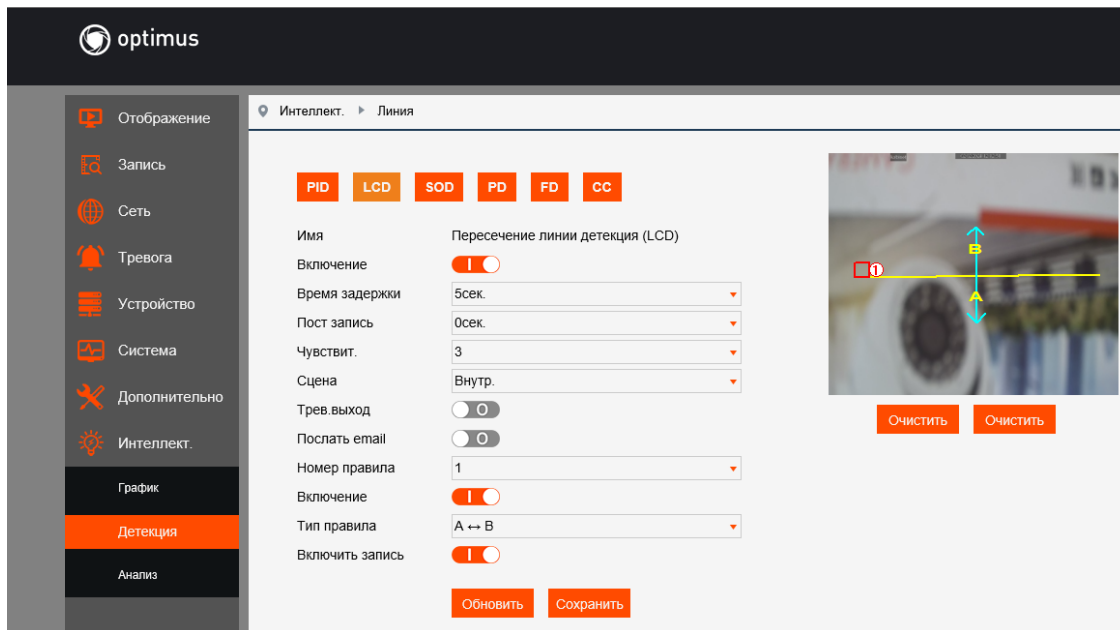 optimus
Отображение
Запись
Сеть
Тревога
Устройство
Система
Дополнительно
Интеллект.
График
Детекция
Анализ
Интеллект. Линия
PID LCD SOD PD FD CC
Имя Пересечение линии детекция (LCD)
Включение
Время задержки 5сек.
Пост запись 0сек.
Чувствит. 3
Сцена Внутр.
Трев.выход O
Послать email O
Номер правила 1
Включение
Тип правила A ↔ B
Включить запись
Обновить Сохранить
B
1
A
Очистить Очистить